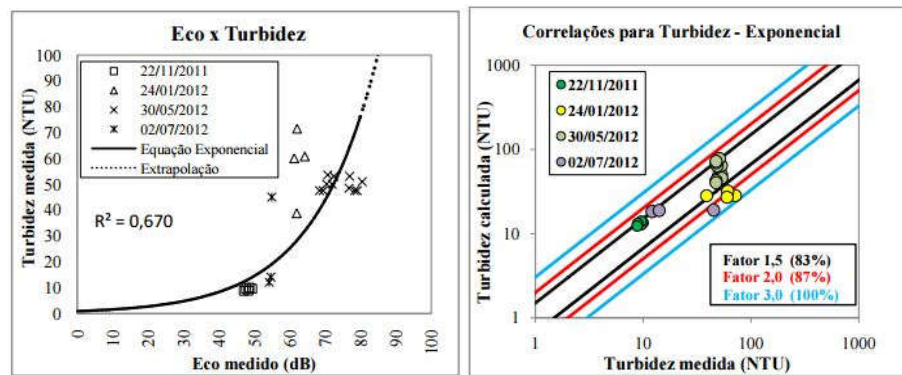 Eco x Turbidez
Turbidez medida (NTU)
100
90
80
70
60
50
40
30
20
10
0
22/11/2011
24/01/2012
30/05/2012
02/07/2012
Equação Exponencial
Extrapolação
R² = 0,670
0 10 20 30 40 50 60 70 80 90 100
Eco medido (dB)
Correlações para Turbidez - Exponencial
Turbidez calculada (NTU)
1000
100
10
1
22/11/2011
24/01/2012
30/05/2012
02/07/2012
Fator 1,5 (83%)
Fator 2,0 (87%)
Fator 3,0 (100%)
1 10 100 1000
Turbidez medida (NTU)